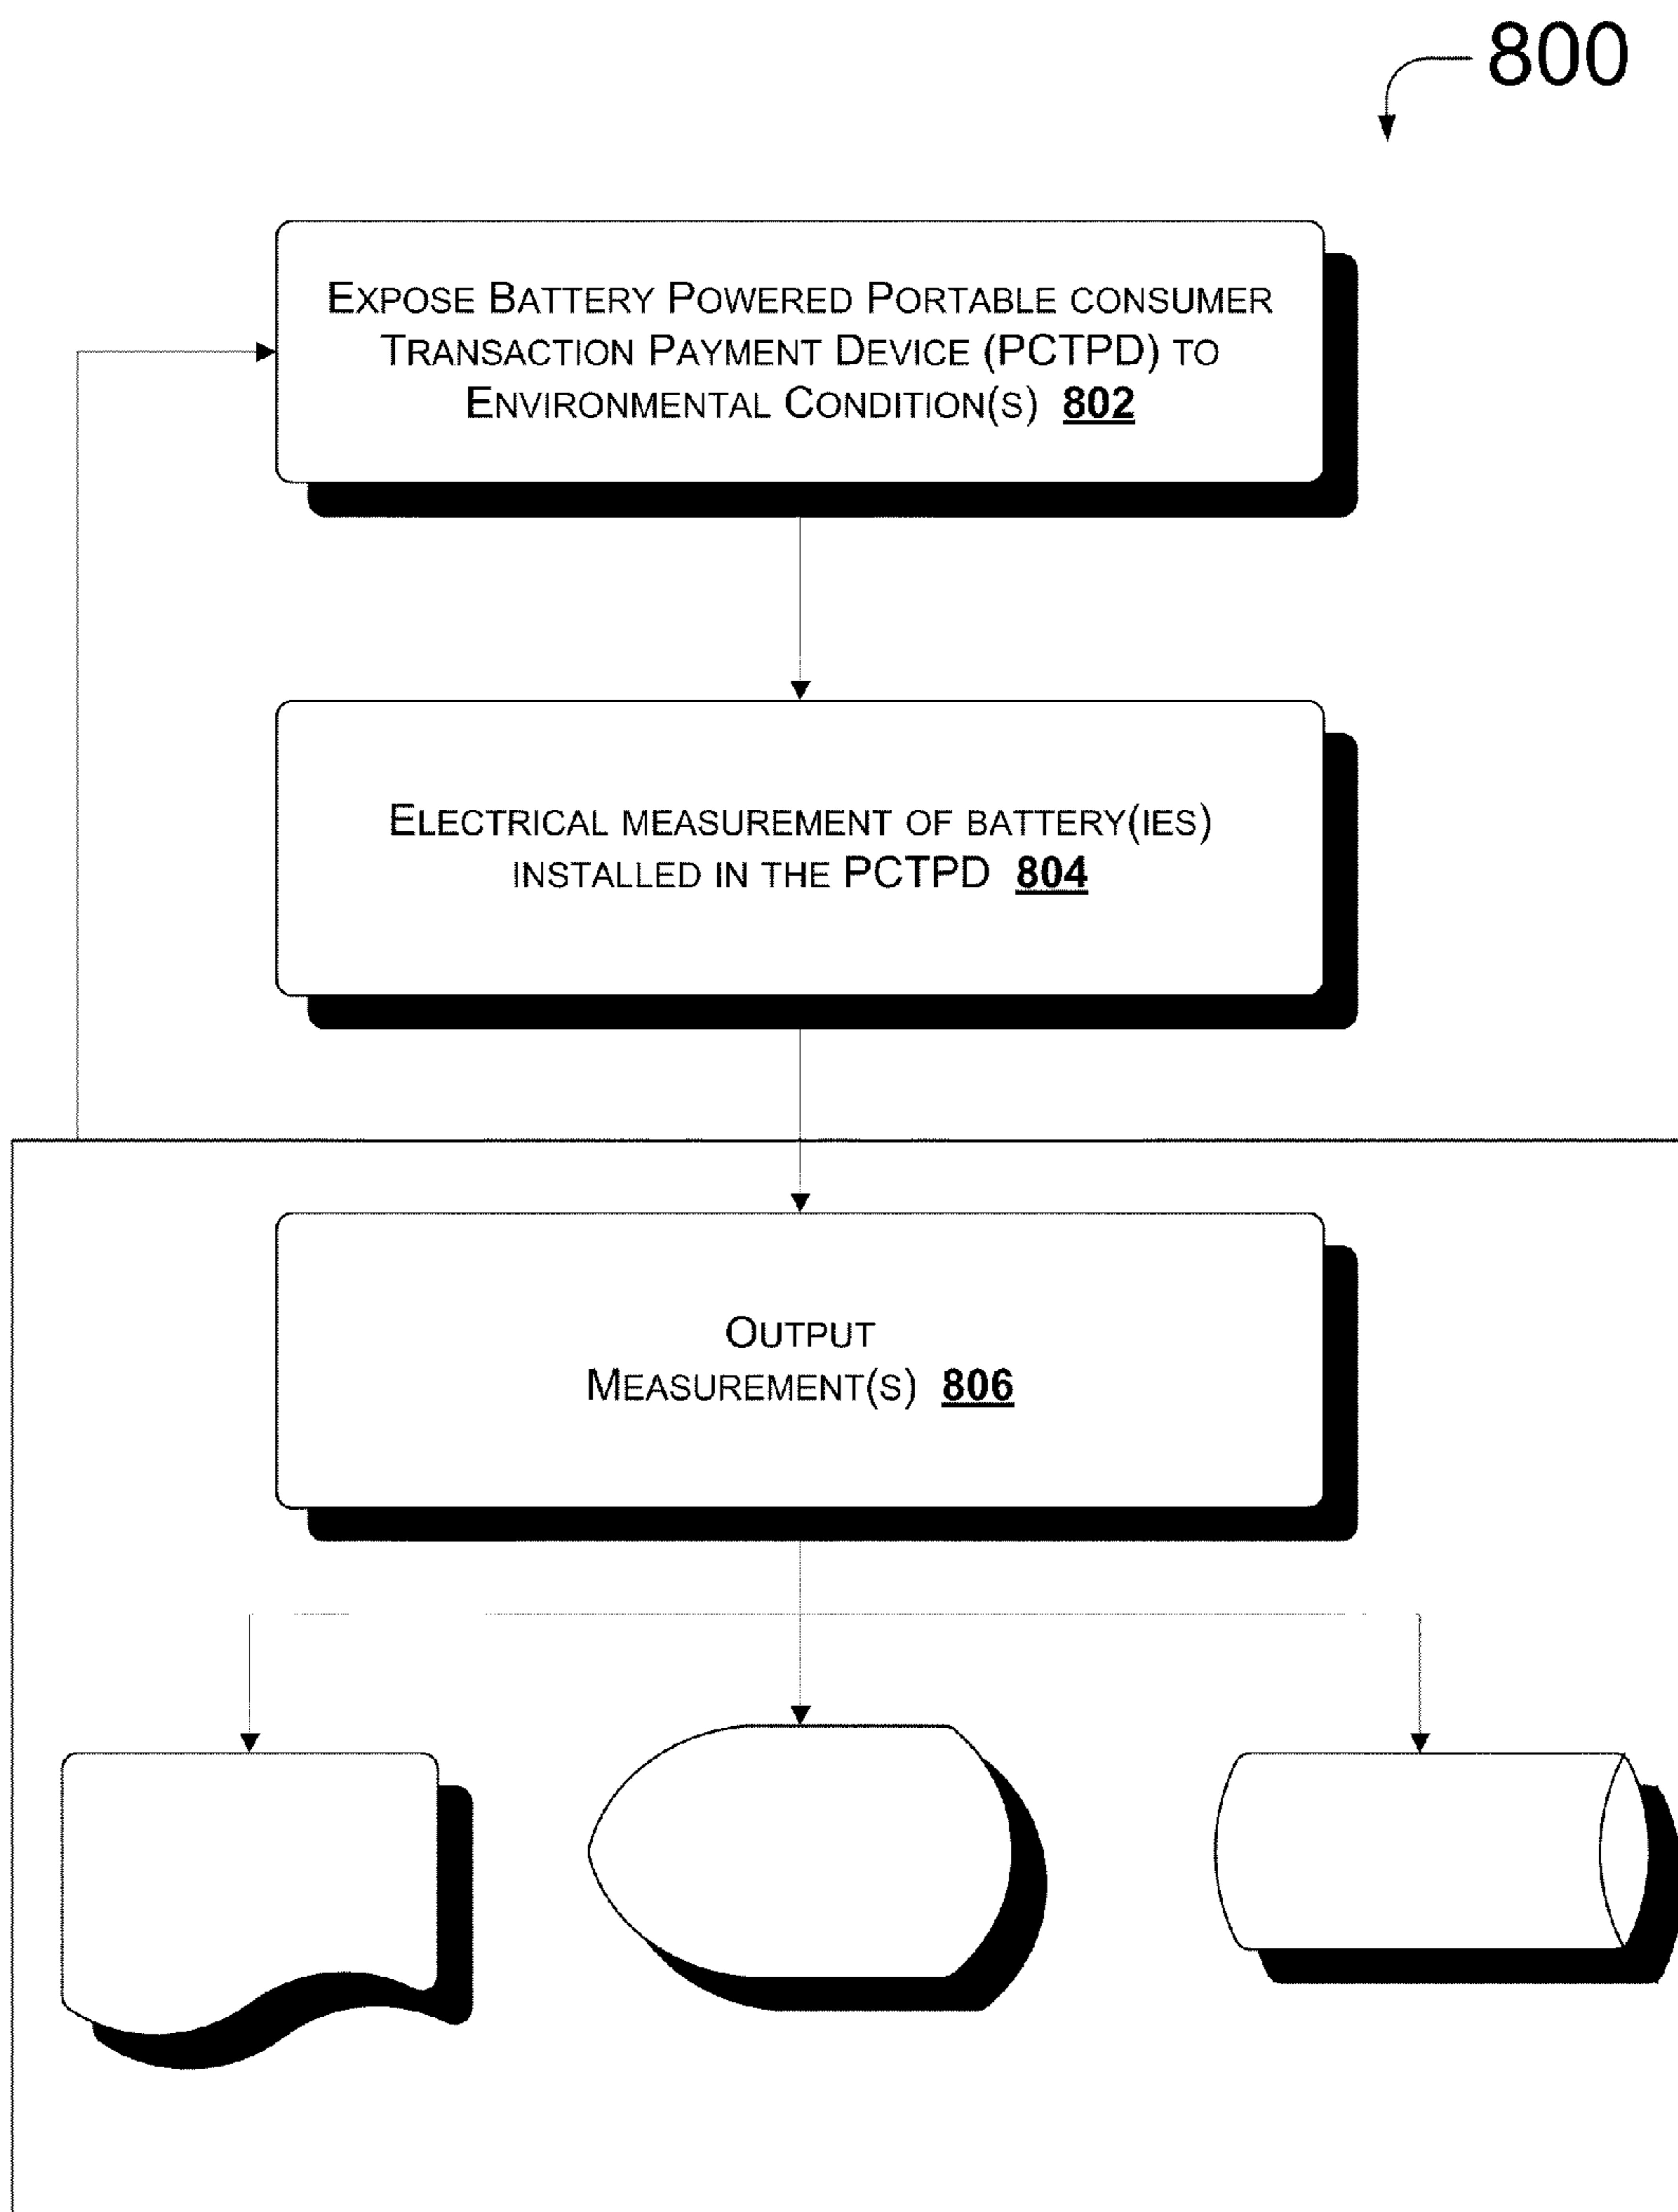 800
EXPOSE BATTERY POWERED PORTABLE CONSUMER
TRANSACTION PAYMENT DEVICE (PCTPD) TO
ENVIRONMENTAL CONDITION(S) 802
ELECTRICAL MEASUREMENT OF BATTERY(IES)
INSTALLED IN THE PCTPD 804
OUTPUT
MEASUREMENT(S) 806